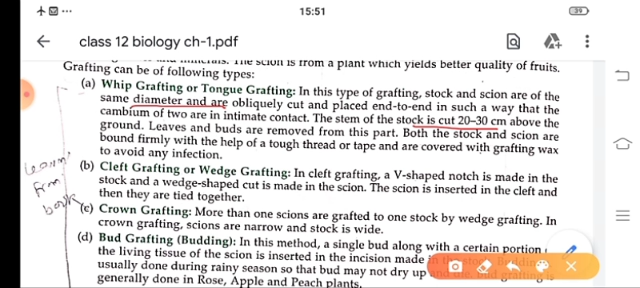 15:51
39
class 12 biology ch-1.pdf
scion is from a plant which yields better quality of fruits.
Grafting can be of following types:
(a) Whip Grafting or Tongue Grafting: In this type of grafting, stock and scion are of the
same diameter and are obliquely cut and placed end-to-end in such a way that the
cambium of two are in intimate contact. The stem of the stock is cut 20–30 cm above the
ground. Leaves and buds are removed from this part. Both the stock and scion are
bound firmly with the help of a tough thread or tape and are covered with grafting wax
to avoid any infection.
(b) Cleft Grafting or Wedge Grafting: In cleft grafting, a V-shaped notch is made in the
stock and a wedge-shaped cut is made in the scion. The scion is inserted in the cleft and
then they are tied together.
(c) Crown Grafting: More than one scions are grafted to one stock by wedge grafting. In
crown grafting, scions are narrow and stock is wide.
(d) Bud Grafting (Budding): In this method, a single bud along with a certain portion
the living tissue of the scion is inserted in the incision made
usually done during rainy season so that bud may not dry up
generally done in Rose, Apple and Peach plants.
learn
from
book